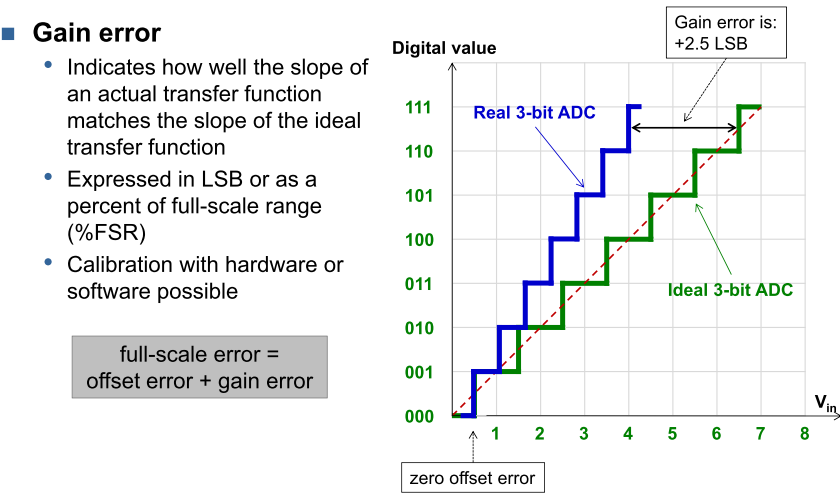 Gain error
Indicates how well the slope of
an actual transfer function
matches the slope of the ideal
transfer function
Expressed in LSB or as a
percent of full-scale range
(%FSR)
Calibration with hardware or
software possible
full-scale error =
offset error + gain error
Gain error is:
+2.5 LSB
Digital value
Real 3-bit ADC
111
110
101
100
011
010
001
000
Ideal 3-bit ADC
Vin
1 2 3 4 5 6 7 8
zero offset error